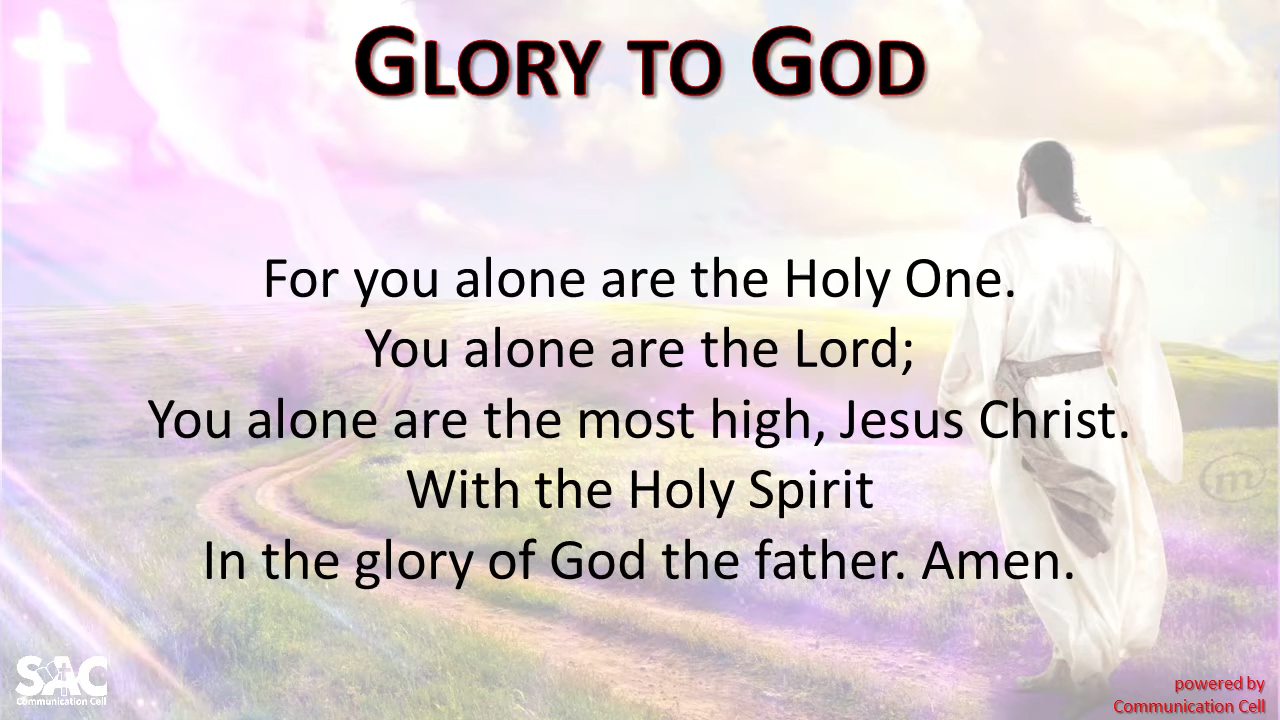 GLORY TO GOD
For you alone are the Holy One.
You alone are the Lord;
You alone are the most high, Jesus Christ.
With the Holy Spirit
In the glory of God the father. Amen.
m
SAC
Communication Cell
powered by
Communication Cell